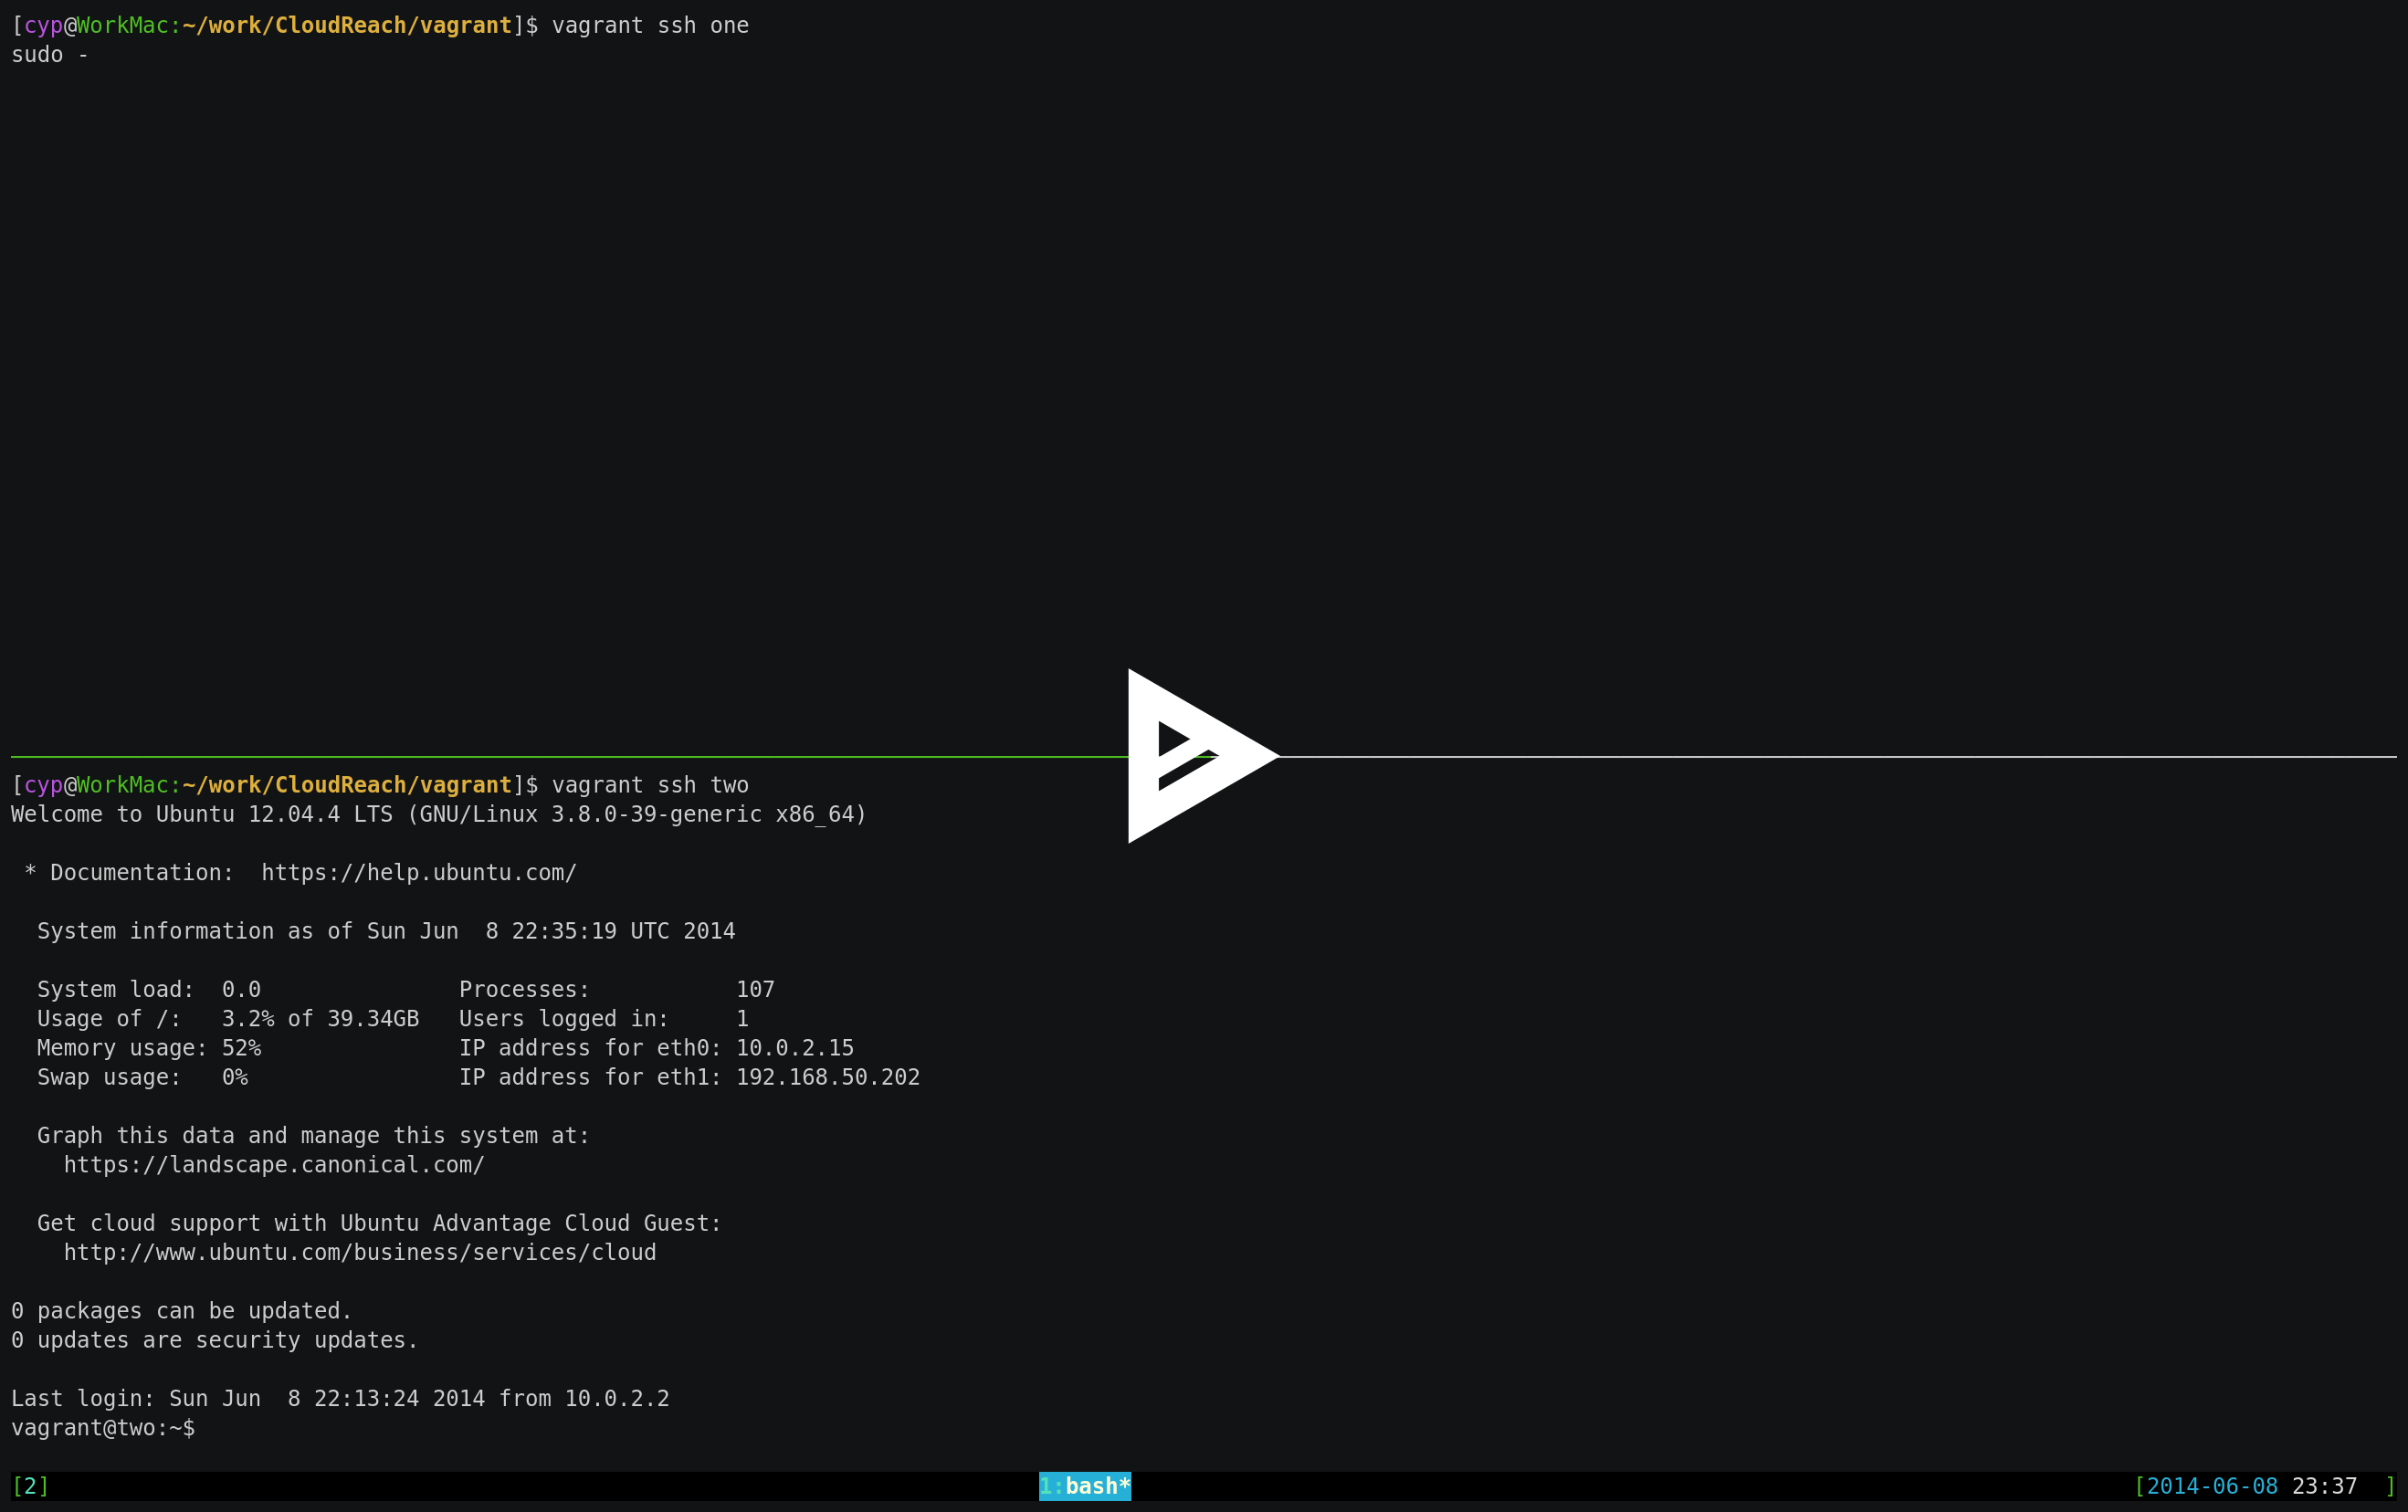 [cyp@WorkMac:~/work/CloudReach/vagrant]$ vagrant ssh one
sudo -
[cyp@WorkMac:~/work/CloudReach/vagrant]$ vagrant ssh two
Welcome to Ubuntu 12.04.4 LTS (GNU/Linux 3.8.0-39-generic x86_64)
 * Documentation:  https://help.ubuntu.com/
  System information as of Sun Jun  8 22:35:19 UTC 2014
  System load:  0.0               Processes:           107
  Usage of /:   3.2% of 39.34GB   Users logged in:     1
  Memory usage: 52%               IP address for eth0: 10.0.2.15
  Swap usage:   0%                IP address for eth1: 192.168.50.202
  Graph this data and manage this system at:
    https://landscape.canonical.com/
  Get cloud support with Ubuntu Advantage Cloud Guest:
    http://www.ubuntu.com/business/services/cloud
0 packages can be updated.
0 updates are security updates.
Last login: Sun Jun  8 22:13:24 2014 from 10.0.2.2
vagrant@two:~$
[2] 1:bash* [2014-06-08 23:37  ]